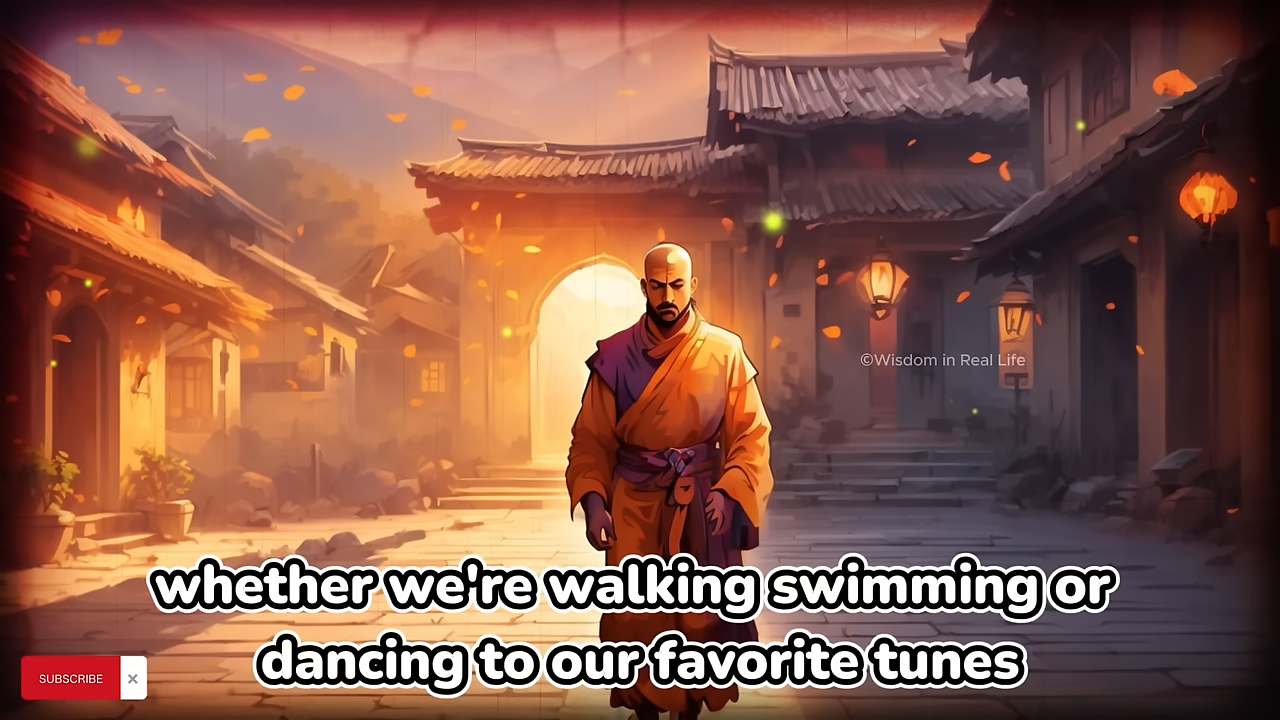 ©Wisdom in Real Life
whether we're walking swimming or
dancing to our favorite tunes
SUBSCRIBE ×